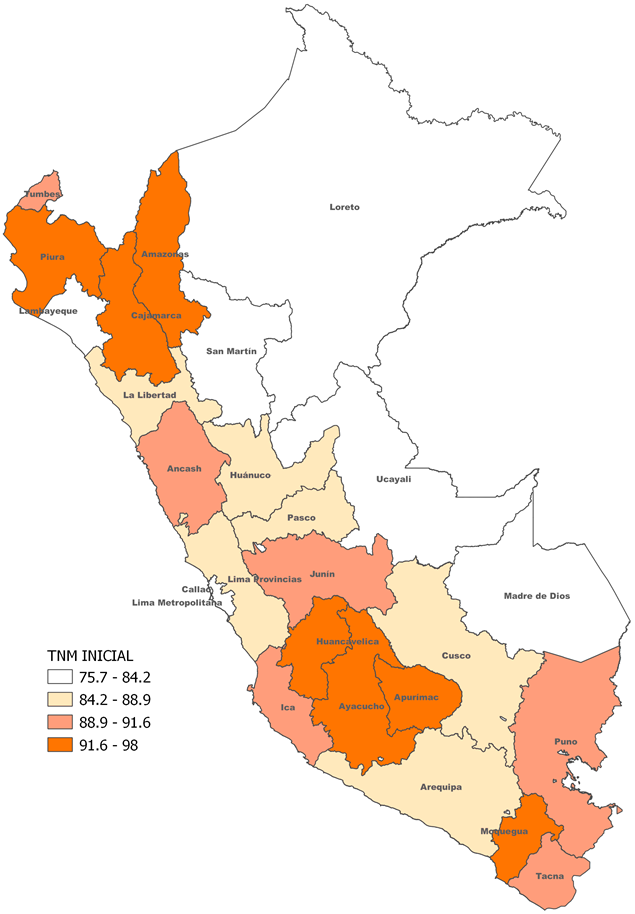 Loreto
Tumbes
Amazonas
Piura
Lambayeque
Cajamarca
San Martín
La Libertad
Ancash
Huánuco
Ucayali
Pasco
Junín
Lima Provincias
Callao
Lima Metropolitana
Madre de Dios
Huancavelica
Cusco
Apurímac
Ayacucho
Ica
Puno
Arequipa
Moquegua
Tacna
TNM INICIAL
75.7 - 84.2
84.2 - 88.9
88.9 - 91.6
91.6 - 98